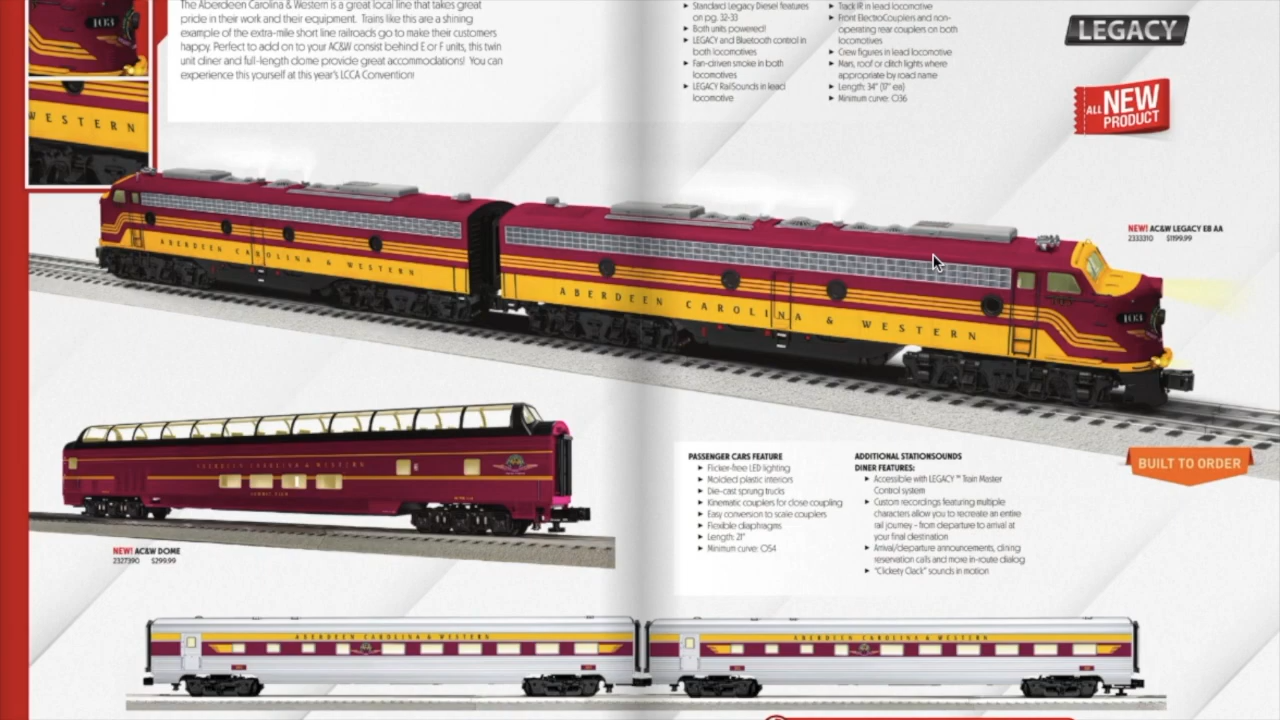 The Aberdeen Carolina & Western is a great local line that takes great
pride in their work and their equipment. Trains like this are a shining
example of the extra-mile short line railroads go to make their customers
happy. Perfect to add on to your AC&W consist behind E or F units, this twin
unit diner and full-length dome provide great accommodations! You can
experience this yourself at this year's LCCA Convention!
► Standard Legacy Diesel features
on pg. 32-33
► Both units powered!
► LEGACY and Bluetooth control in
both locomotives
► Fan-driven smoke in both
locomotives
► LEGACY RailSounds in lead
locomotive
► Track IR in lead locomotive
► Front ElectroCouplers and non-
operating rear couplers on both
locomotives
► Crew figures in lead locomotive
► Mars, roof or ditch lights where
appropriate by road name
► Length: 34" (17" ea)
► Minimum curve: O36
LEGACY
ALL NEW
PRODUCT
103
WESTERN
NEW! AC&W LEGACY E8 AA
2333310 $1199.99
ABERDEEN CAROLINA & WESTERN
ABERDEEN CAROLINA & WESTERN
103
ABERDEEN CAROLINA & WESTERN
NEW! AC&W DOME
2327390 $299.99
PASSENGER CARS FEATURE
► Flicker-free LED lighting
► Molded plastic interiors
► Die-cast sprung trucks
► Kinematic couplers for close coupling
► Easy conversion to scale couplers
► Flexible diaphragms
► Length: 21"
► Minimum curve: O54
ADDITIONAL STATIONSOUNDS
DINER FEATURES:
► Accessible with LEGACY™ Train Master
Control system
► Custom recordings featuring multiple
characters allow you to recreate an entire
rail journey - from departure to arrival at
your final destination
► Arrival/departure announcements, dining
reservation calls and more in-route dialog
► "Clickety Clack" sounds in motion
BUILT TO ORDER
ABERDEEN CAROLINA & WESTERN
ABERDEEN CAROLINA & WESTERN